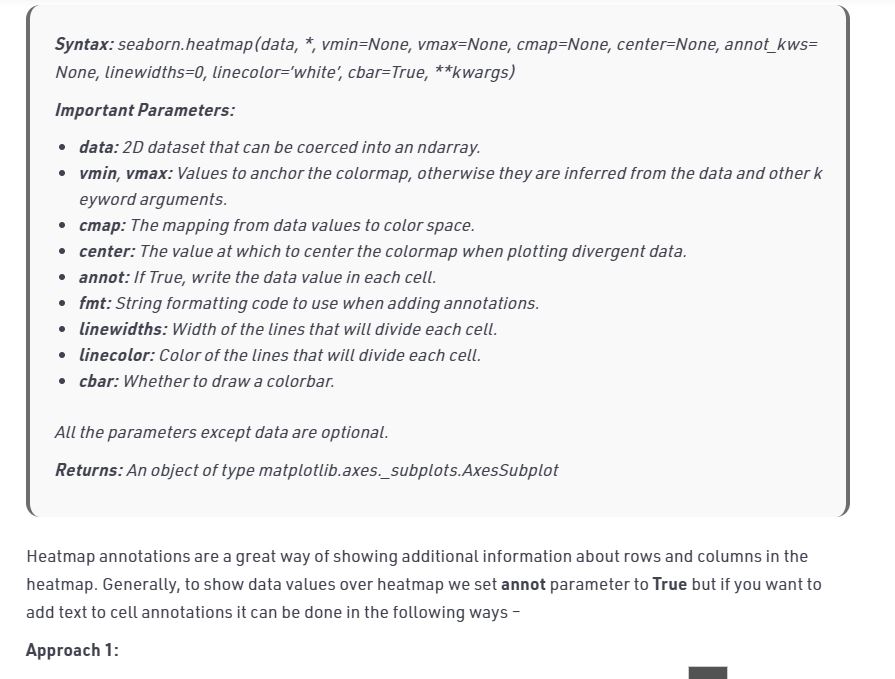 Syntax: seaborn.heatmap(data, *, vmin=None, vmax=None, cmap=None, center=None, annot_kws=
None, linewidths=0, linecolor=’white’, cbar=True, **kwargs)
Important Parameters:
• data: 2D dataset that can be coerced into an ndarray.
• vmin, vmax: Values to anchor the colormap, otherwise they are inferred from the data and other k
eyword arguments.
• cmap: The mapping from data values to color space.
• center: The value at which to center the colormap when plotting divergent data.
• annot: If True, write the data value in each cell.
• fmt: String formatting code to use when adding annotations.
• linewidths: Width of the lines that will divide each cell.
• linecolor: Color of the lines that will divide each cell.
• cbar: Whether to draw a colorbar.
All the parameters except data are optional.
Returns: An object of type matplotlib.axes._subplots.AxesSubplot
Heatmap annotations are a great way of showing additional information about rows and columns in the
heatmap. Generally, to show data values over heatmap we set annot parameter to True but if you want to
add text to cell annotations it can be done in the following ways –
Approach 1: